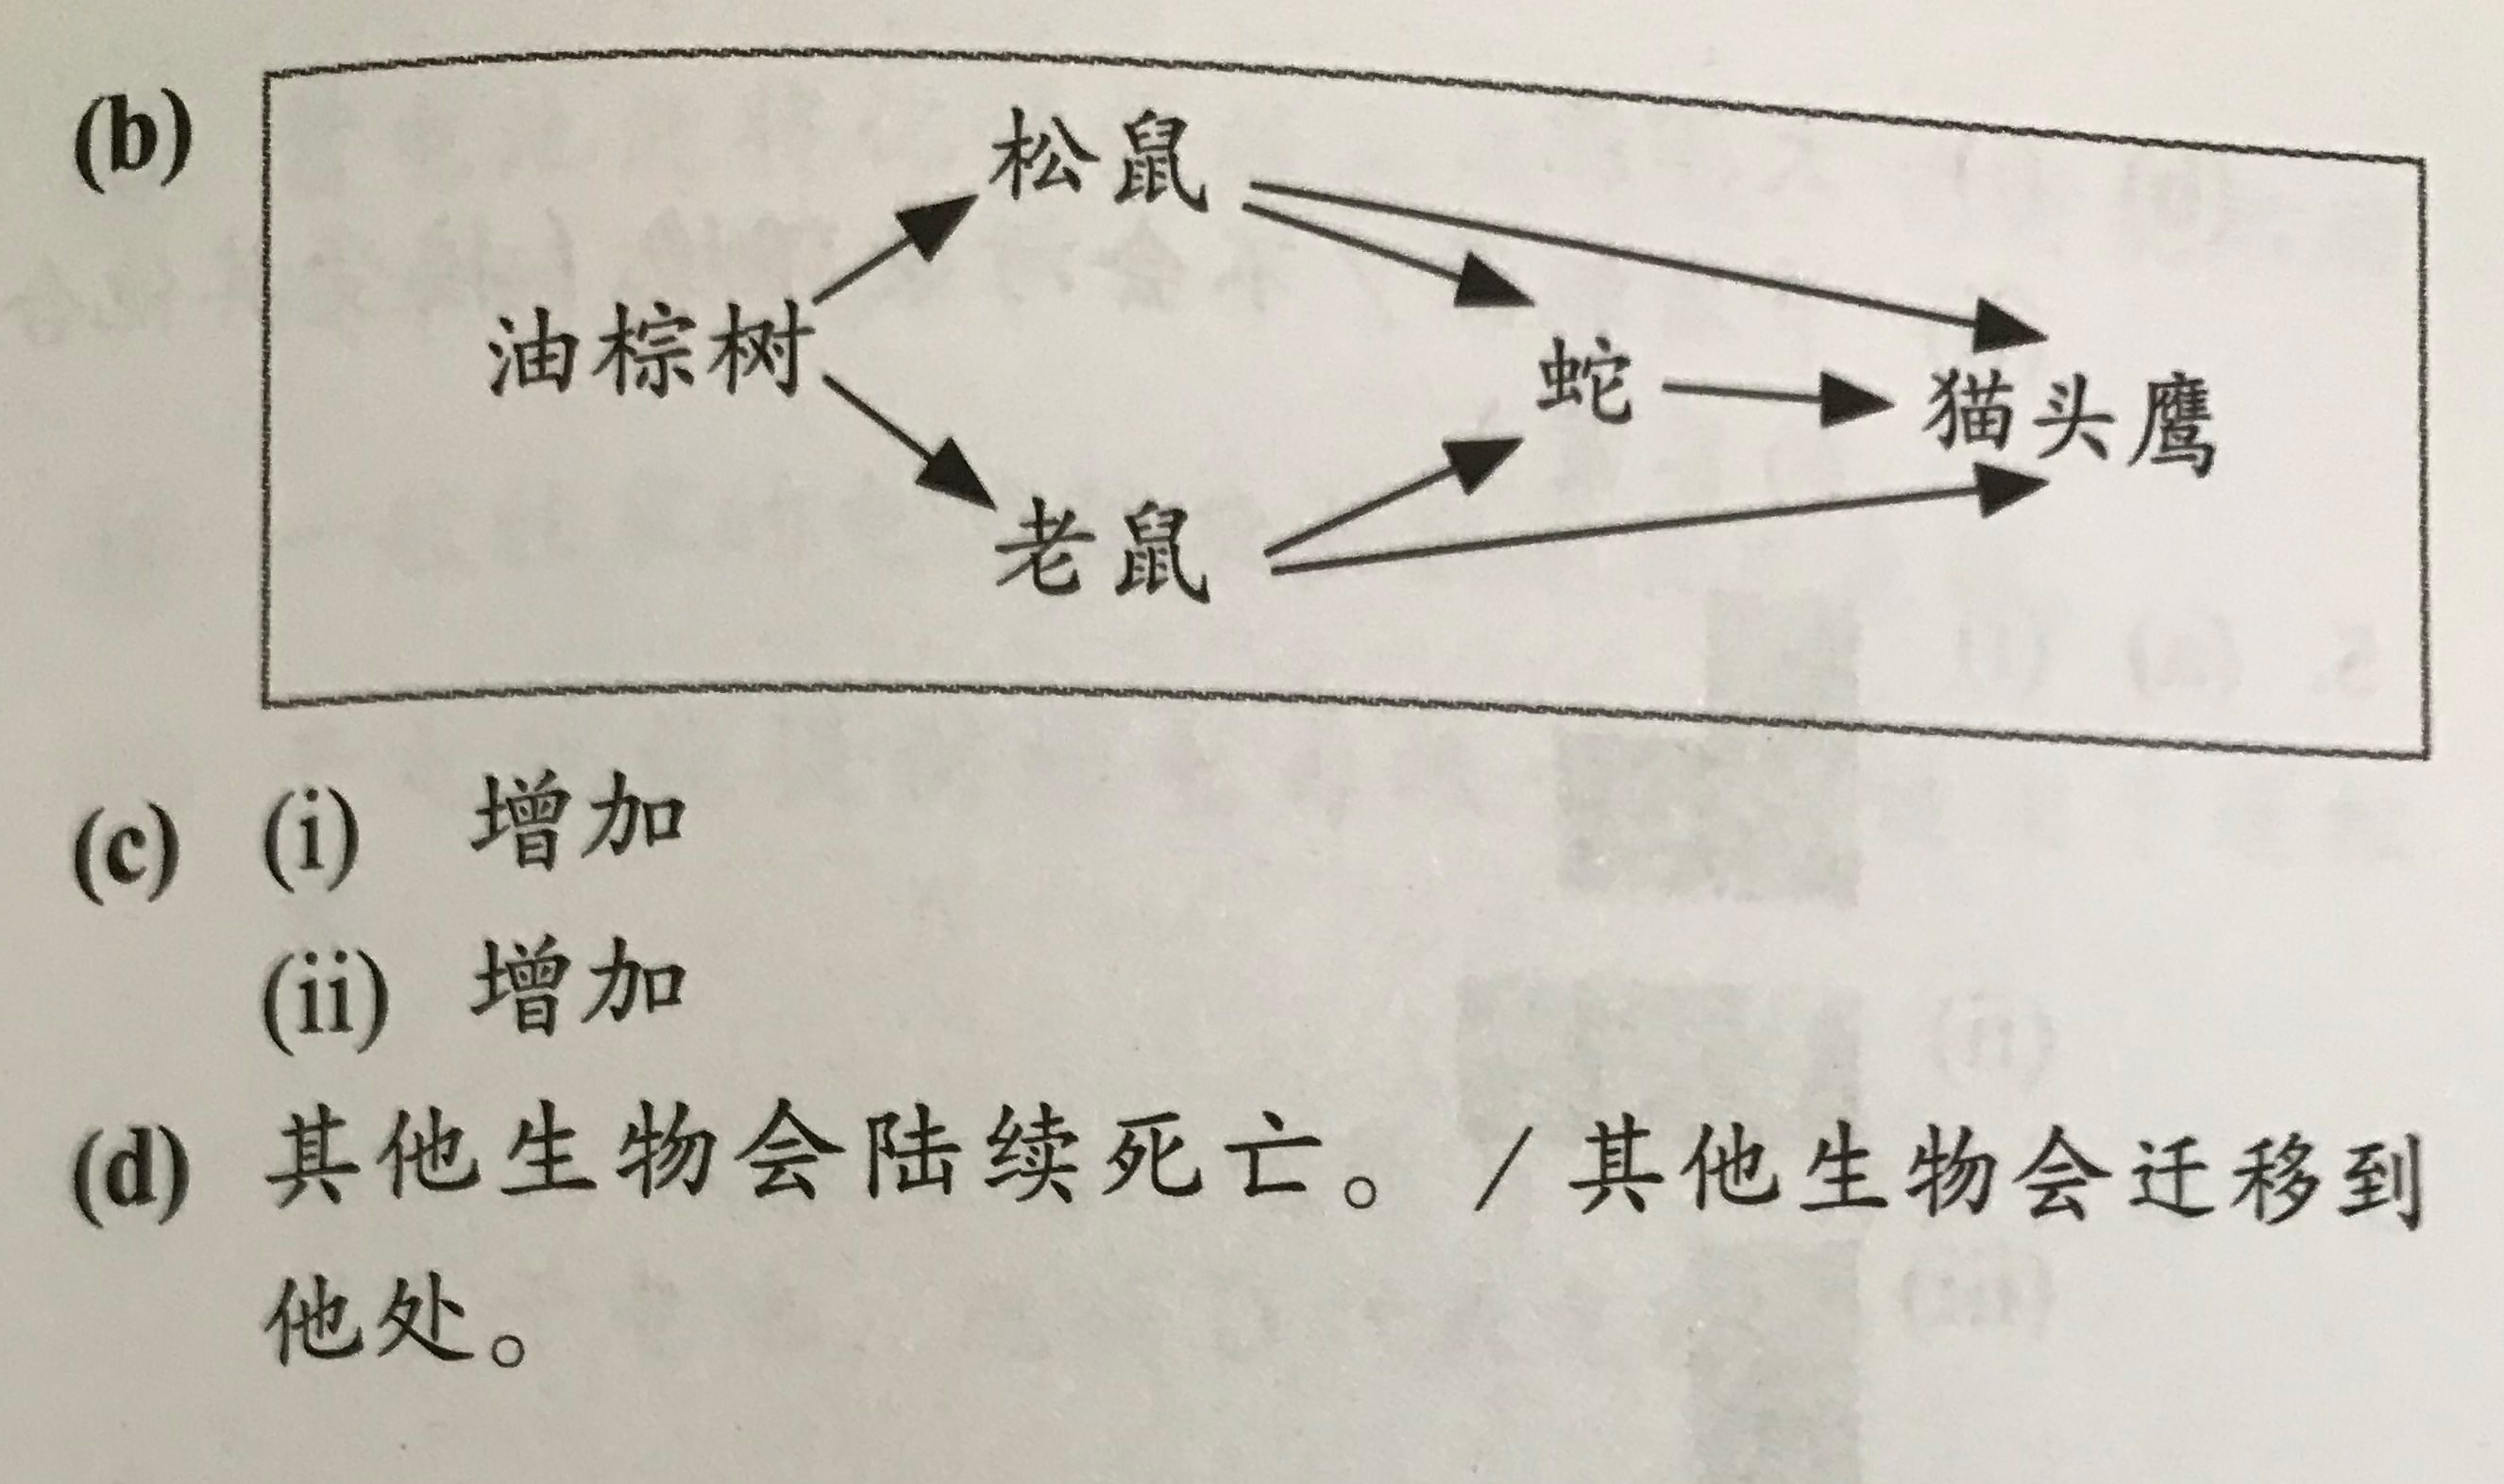 (b)
松鼠
油棕树
蛇
猫头鹰
老鼠
(c) (i) 增加
(ii) 增加
(d) 其他生物会陆续死亡。/其他生物会迁移到
他处。